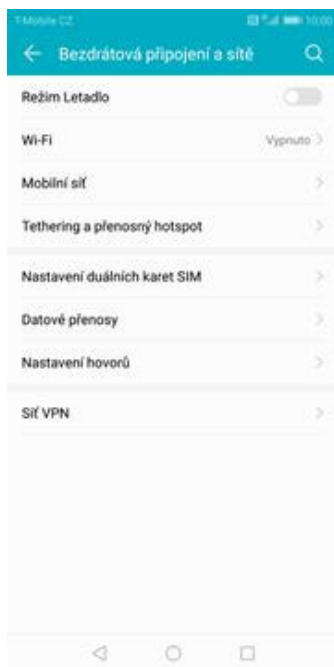 T-Mobile CZ 10:00
Bezdrátová připojení a sítě
Režim Letadlo
Wi-Fi Vypnuto
Mobilní síť
Tethering a přenosný hotspot
Nastavení duálních karet SIM
Datové přenosy
Nastavení hovorů
Síť VPN